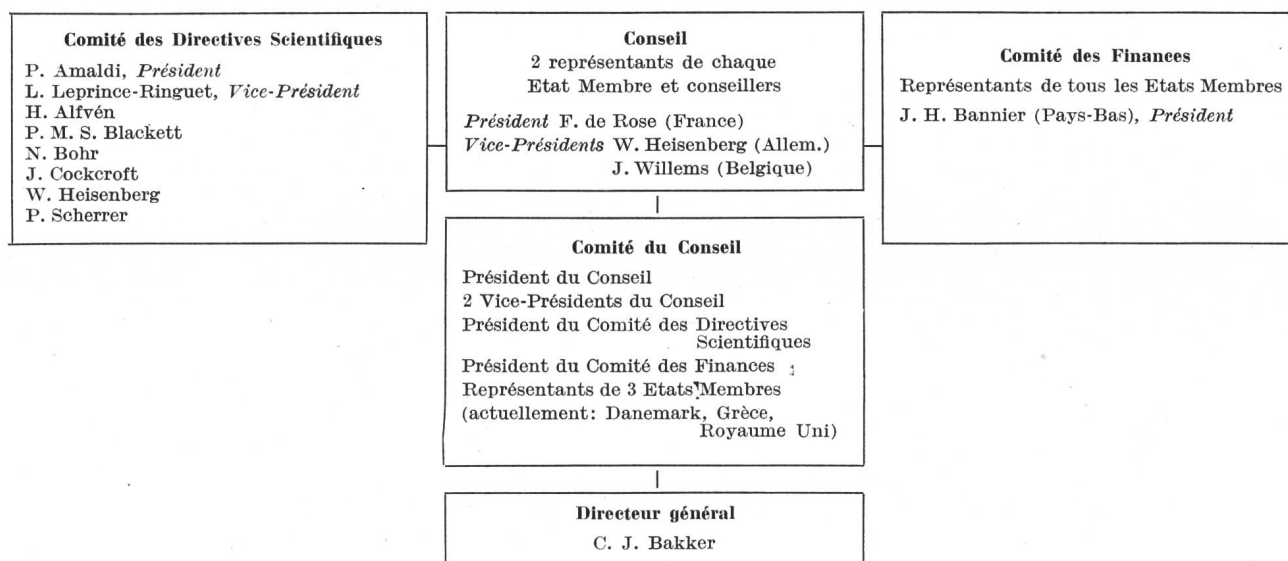 Comité des Directives Scientifiques
P. Amaldi, Président
L. Leprince-Ringuet, Vice-Président
H. Alfvén
P. M. S. Blackett
N. Bohr
J. Cockcroft
W. Heisenberg
P. Scherrer
Conseil
2 représentants de chaque
Etat Membre et conseillers
Président F. de Rose (France)
Vice-Présidents W. Heisenberg (Allem.)
J. Willems (Belgique)
Comité des Finances
Représentants de tous les Etats Membres
J. H. Bannier (Pays-Bas), Président
Comité du Conseil
Président du Conseil
2 Vice-Présidents du Conseil
Président du Comité des Directives
Scientifiques
Président du Comité des Finances
Représentants de 3 Etats Membres
(actuellement: Danemark, Grèce,
Royaume Uni)
Directeur général
C. J. Bakker